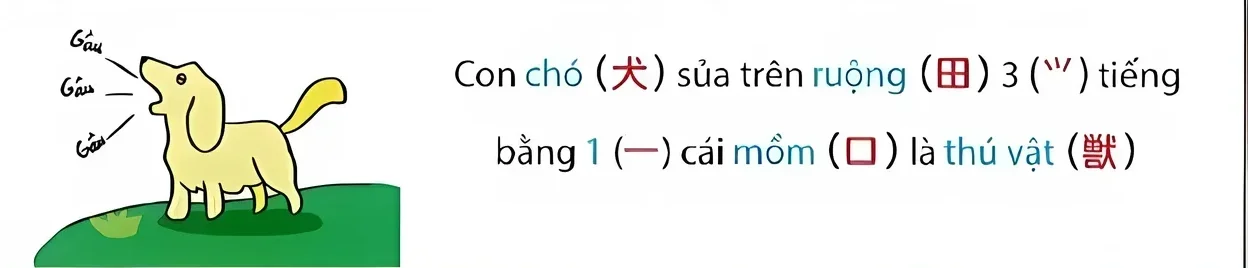 Gâu
Gâu
Gâu
Con chó (犬) sủa trên ruộng (田) 3 (⺍) tiếng
bằng 1 (一) cái mồm (口) là thú vật (獣)